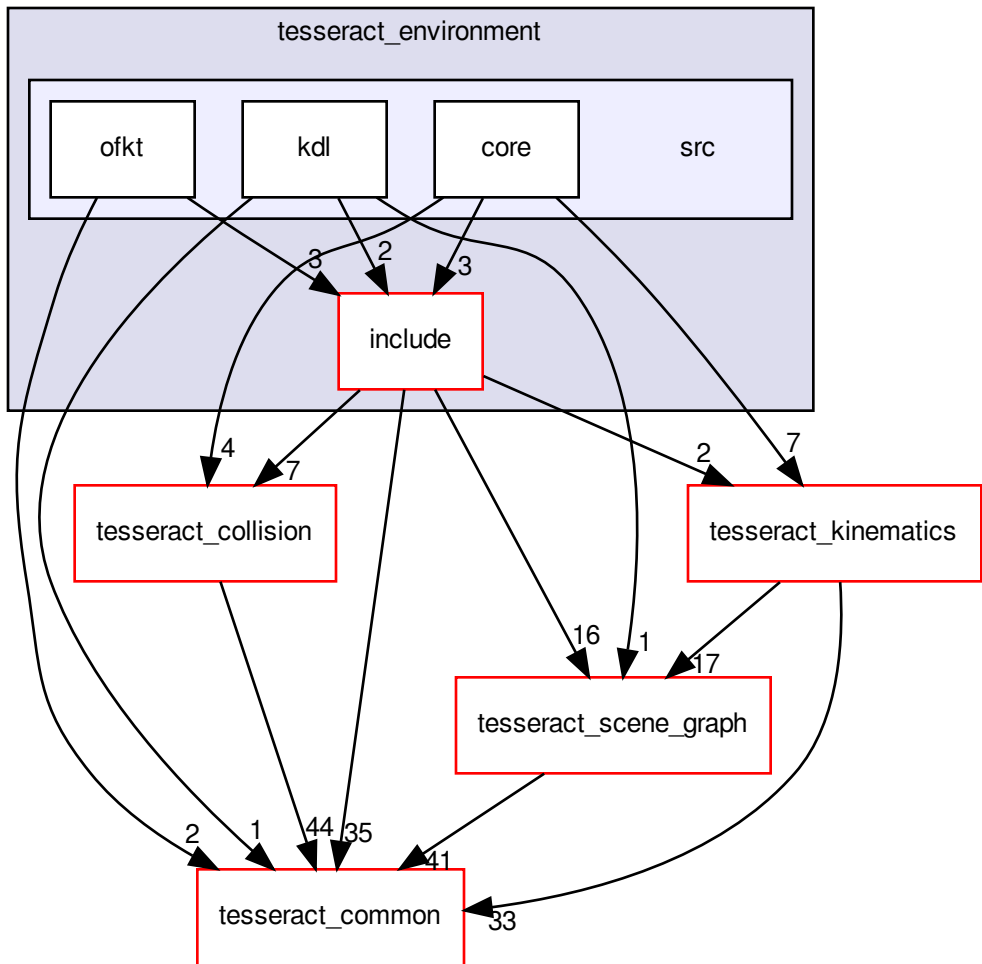 tesseract_environment
ofkt
kdl
core
src
3
2
3
include
4
7
2
7
tesseract_collision
tesseract_kinematics
16
1
17
tesseract_scene_graph
2
1
44
35
41
tesseract_common
33